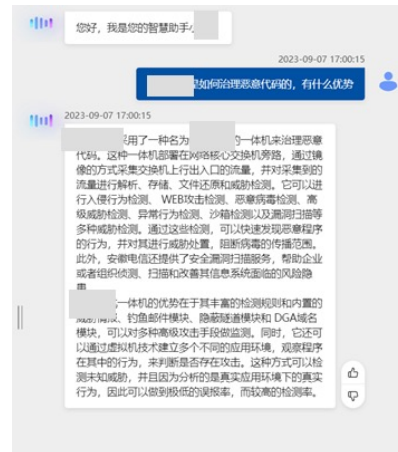 您好，我是您的智慧助手
2023-09-07 17:00:15
是如何治理恶意代码的，有什么优势
2023-09-07 17:00:15
采用了一种名为的一体机来治理恶意
代码。这种一体机部署在网络核心交换机旁路，通过镜
像的方式采集交换机上行出入口的流量，并对采集到的
流量进行解析、存储、文件还原和威胁检测。它可以进
行入侵行为检测、 WEB攻击检测、恶意病毒检测、高
级威胁检测、异常行为检测、沙箱检测以及漏洞扫描等
多种威胁检测。通过这些检测，可以快速发现恶意程序
的行为，并对其进行威胁处置，阻断病毒的传播范围。
此外，安徽电信还提供了安全漏洞扫描服务，帮助企业
或者组织侦测、扫描和改善其信息系统面临的风险隐
患
一体机的优势在于其丰富的检测规则和内置的
威胁情报、钓鱼邮件模块、隐蔽隧道模块和 DGA域名
模块，可以对多种高级攻击手段做监测。同时，它还可
以通过虚拟机技术建立多个不同的应用环境，观察程序
在其中的行为，来判断是否存在攻击。这种方式可以检
测未知威胁，并且因为分析的是真实应用环境下的真实
行为，因此可以做到极低的误报率，而较高的检测率。